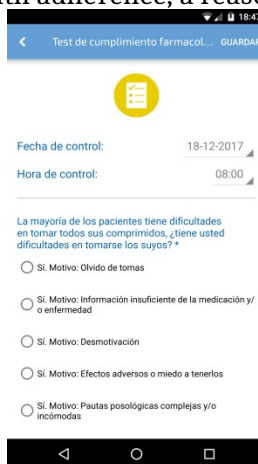 adherence, a reaso
18:47
Test de cumplimiento farmacol... GUARDAR
Fecha de control: 18-12-2017
Hora de control: 08:00
La mayoría de los pacientes tiene dificultades
en tomar todos sus comprimidos, ¿tiene usted
dificultades en tomarse los suyos? *
Sí. Motivo: Olvido de tomas
Sí. Motivo: Información insuficiente de la medicación y/
o enfermedad
Sí. Motivo: Desmotivación
Sí. Motivo: Efectos adversos o miedo a tenerlos
Sí. Motivo: Pautas posológicas complejas y/o
incómodas